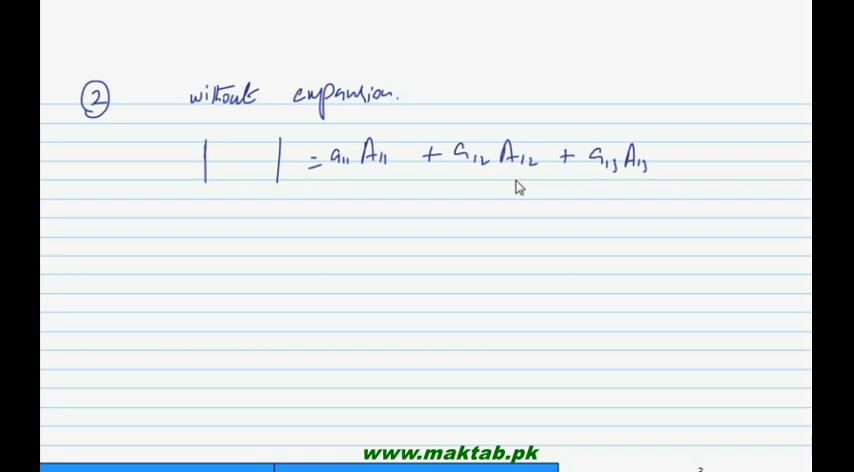 ② without expansion.
| | = a₁₁ A₁₁ + a₁₂ A₁₂ + a₁₃ A₁₃
www.maktab.pk